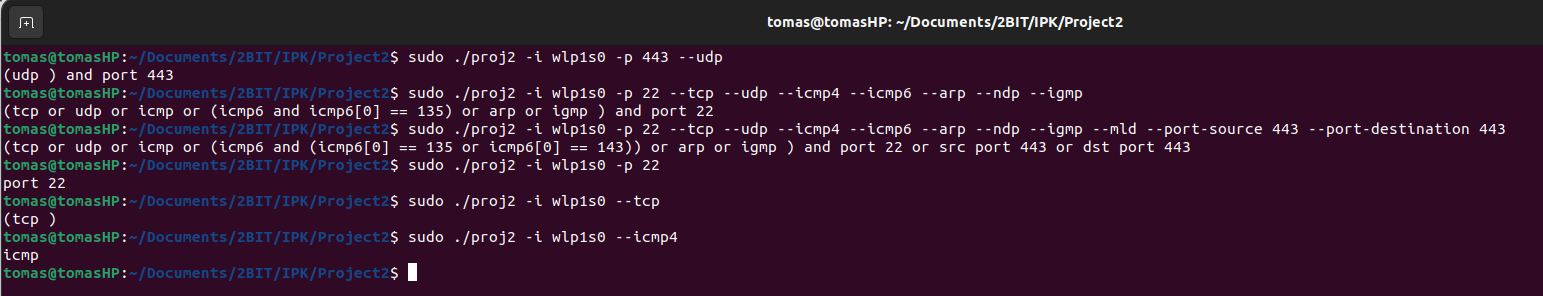 tomas@tomasHP: ~/Documents/2BIT/IPK/Project2
tomas@tomasHP:~/Documents/2BIT/IPK/Project2$ sudo ./proj2 -i wlp1s0 -p 443 --udp
(udp ) and port 443
tomas@tomasHP:~/Documents/2BIT/IPK/Project2$ sudo ./proj2 -i wlp1s0 -p 22 --tcp --udp --icmp4 --icmp6 --arp --ndp --igmp
(tcp or udp or icmp or (icmp6 and icmp6[0] == 135) or arp or igmp ) and port 22
tomas@tomasHP:~/Documents/2BIT/IPK/Project2$ sudo ./proj2 -i wlp1s0 -p 22 --tcp --udp --icmp4 --icmp6 --arp --ndp --igmp --mld --port-source 443 --port-destination 443
(tcp or udp or icmp or (icmp6 and (icmp6[0] == 135 or icmp6[0] == 143)) or arp or igmp ) and port 22 or src port 443 or dst port 443
tomas@tomasHP:~/Documents/2BIT/IPK/Project2$ sudo ./proj2 -i wlp1s0 -p 22
port 22
tomas@tomasHP:~/Documents/2BIT/IPK/Project2$ sudo ./proj2 -i wlp1s0 --tcp
(tcp )
tomas@tomasHP:~/Documents/2BIT/IPK/Project2$ sudo ./proj2 -i wlp1s0 --icmp4
icmp
tomas@tomasHP:~/Documents/2BIT/IPK/Project2$